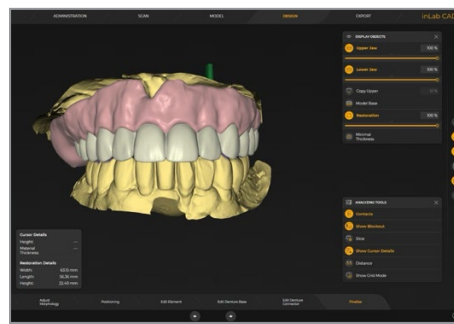 ADMINISTRATION SCAN MODEL DESIGN EXPORT inLab CAD
DISPLAY OBJECTS
Upper Jaw 100 %
Lower Jaw 100 %
Copy Upper
Model Base
Restoration 100 %
Minimal
Thickness
ANALYZING TOOLS
Contacts
Show Blockout
Slice
Show Cursor Details
Distance
Show Grid Mode
Cursor Details
Height: ---
Material
Thickness: ---
Restoration Details
Width:
Length:
Height:
Adjust
Morphology
Positioning
Edit Element
Edit Denture Base
Edit Denture
Connector
Finalize